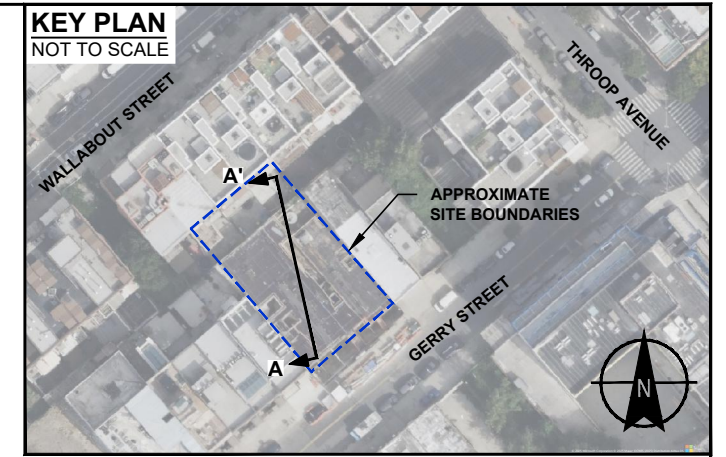 KEY PLAN
NOT TO SCALE
WALLABOUT STREET
THROOP AVENUE
A'
APPROXIMATE
SITE BOUNDARIES
GERRY STREET
A
N